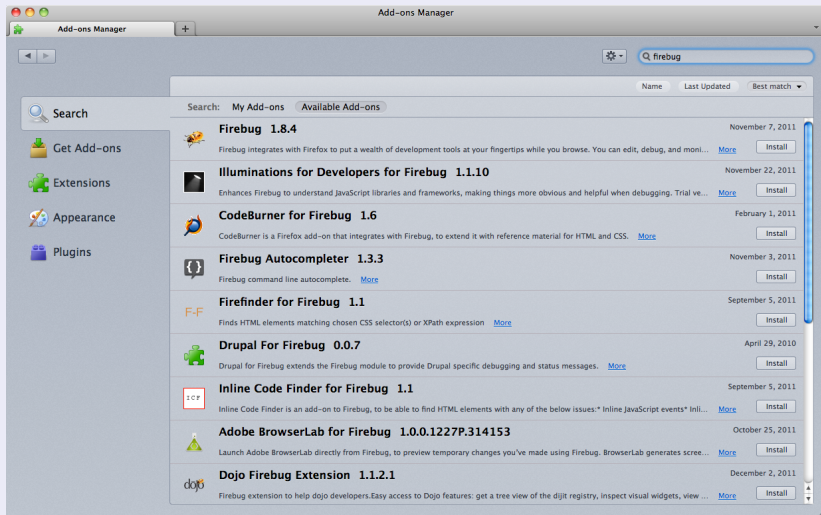 Add-ons Manager
Add-ons Manager
firebug
Name Last Updated Best match
Search
Get Add-ons
Extensions
Appearance
Plugins
Search: My Add-ons Available Add-ons
Firebug 1.8.4 November 7, 2011
Firebug integrates with Firefox to put a wealth of development tools at your fingertips while you browse. You can edit, debug, and moni... More Install
Illuminations for Developers for Firebug 1.1.10 November 22, 2011
Enhances Firebug to understand JavaScript libraries and frameworks, making things more obvious and helpful when debugging. Trial ve... More Install
CodeBurner for Firebug 1.6 February 1, 2011
CodeBurner is a Firefox add-on that integrates with Firebug, to extend it with reference material for HTML and CSS. More Install
Firebug Autocompleter 1.3.3 November 3, 2011
Firebug command line autocomplete. More Install
F-F
Firefinder for Firebug 1.1 September 5, 2011
Finds HTML elements matching chosen CSS selector(s) or XPath expression More Install
Drupal For Firebug 0.0.7 April 29, 2010
Drupal for Firebug extends the Firebug module to provide Drupal specific debugging and status messages. More Install
ICF
Inline Code Finder for Firebug 1.1 September 5, 2011
Inline Code Finder is an add-on to Firebug, to be able to find HTML elements with any of the below issues:* Inline JavaScript events* Inli... More Install
Adobe BrowserLab for Firebug 1.0.0.1227P.314153 October 25, 2011
Launch Adobe BrowserLab directly from Firebug, to preview temporary changes you've made using Firebug. BrowserLab generates scree... More Install
dojo
Dojo Firebug Extension 1.1.2.1 December 2, 2011
Firebug extension to help dojo developers.Easy access to Dojo features: get a tree view of the dijit registry, inspect visual widgets, view ... More Install